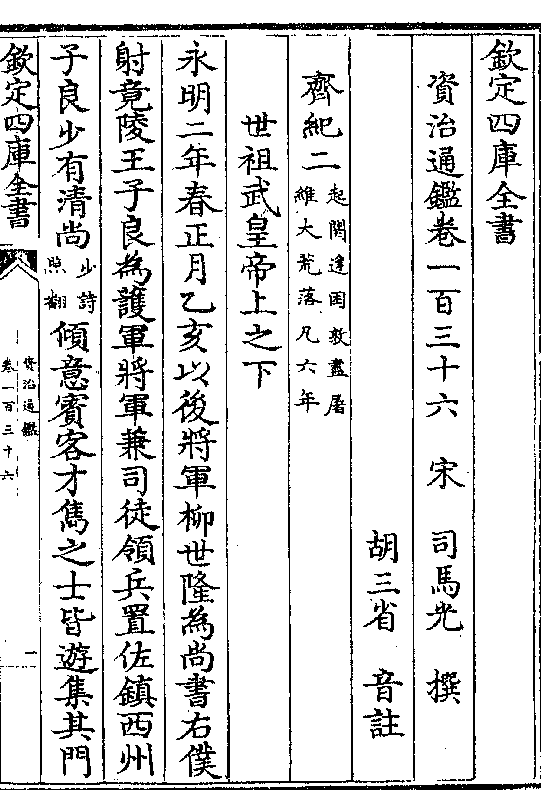 欽定四庫全書
資治通鑑卷一百三十六　宋　司馬光　撰
胡三省　音註
齊紀二
起閼逢困敦盡屠
維大荒落凡六年
世祖武皇帝上之下
永明二年春正月乙亥以後將軍柳世隆為尚書右僕
射竟陵王子良為護軍將軍兼司徒領兵置佐鎮西州
子良少有清尚
少詩
照翻
傾意賓客才雋之士皆遊集其門
欽定四庫全書
資治通鑑
卷一百三十六
一